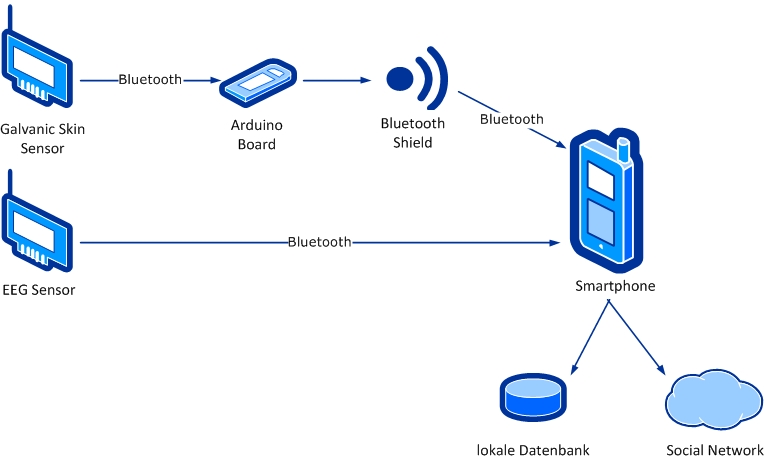 Bluetooth
Galvanic Skin
Sensor
Arduino
Board
Bluetooth
Shield
Bluetooth
EEG Sensor
Bluetooth
Smartphone
lokale Datenbank
Social Network